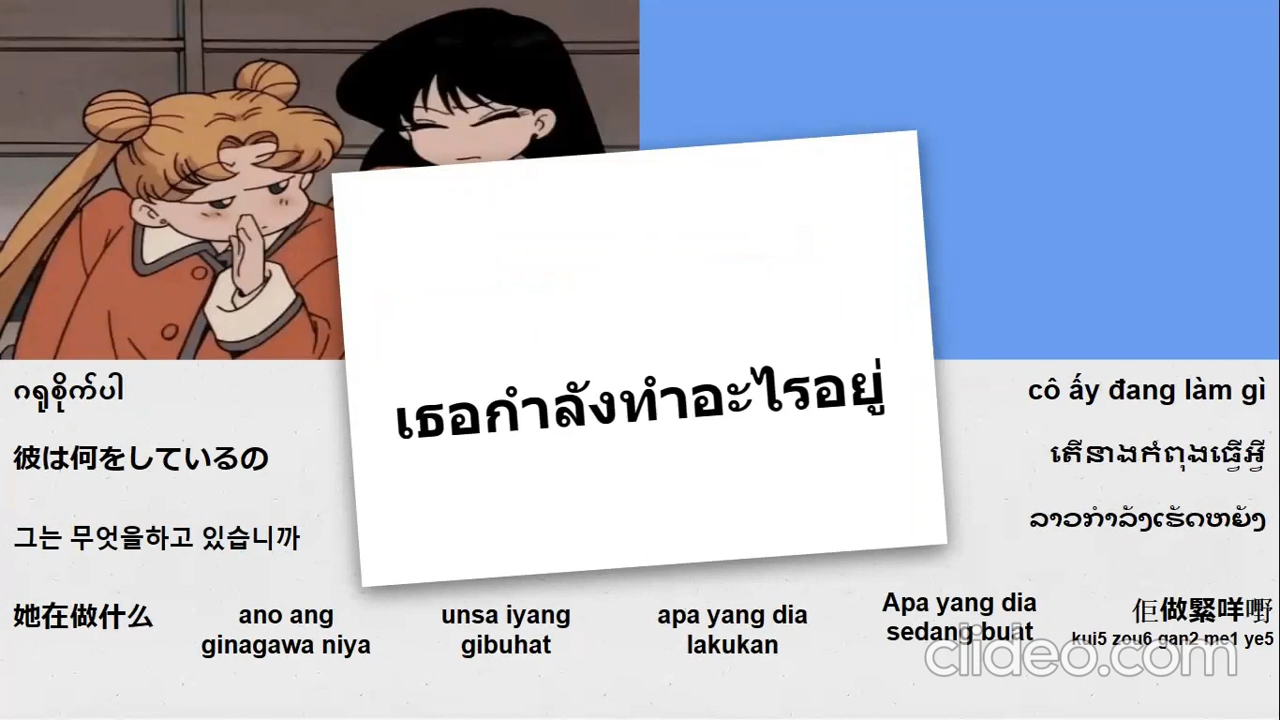 ဂရုစိုက်ပါ
cô ấy đang làm gì
เธอกำลังทำอะไรอยู่
彼は何をしているの
តើនាងកំពុងធ្វើអ្វី
그는 무엇을하고 있습니까
ລາວກໍາລັງເຮັດຫຍັງ
她在做什么
ano ang
ginagawa niya
unsa iyang
gibuhat
apa yang dia
lakukan
Apa yang dia
sedang buat
佢做緊咩嘢
kui5 zou6 gan2 me1 ye5
clideo.com